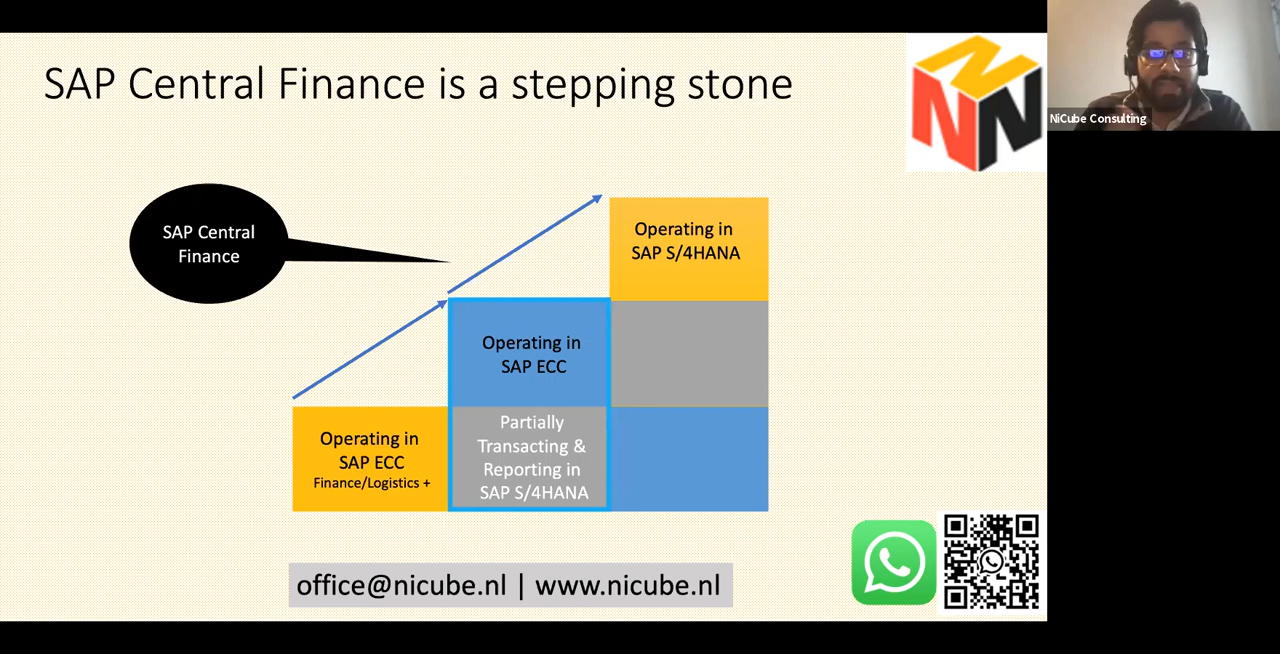 SAP Central Finance is a stepping stone
NNN
NiCube Consulting
SAP Central
Finance
Operating in
SAP S/4HANA
Operating in
SAP ECC
Operating in
SAP ECC
Finance/Logistics +
Partially
Transacting &
Reporting in
SAP S/4HANA
office@nicube.nl | www.nicube.nl